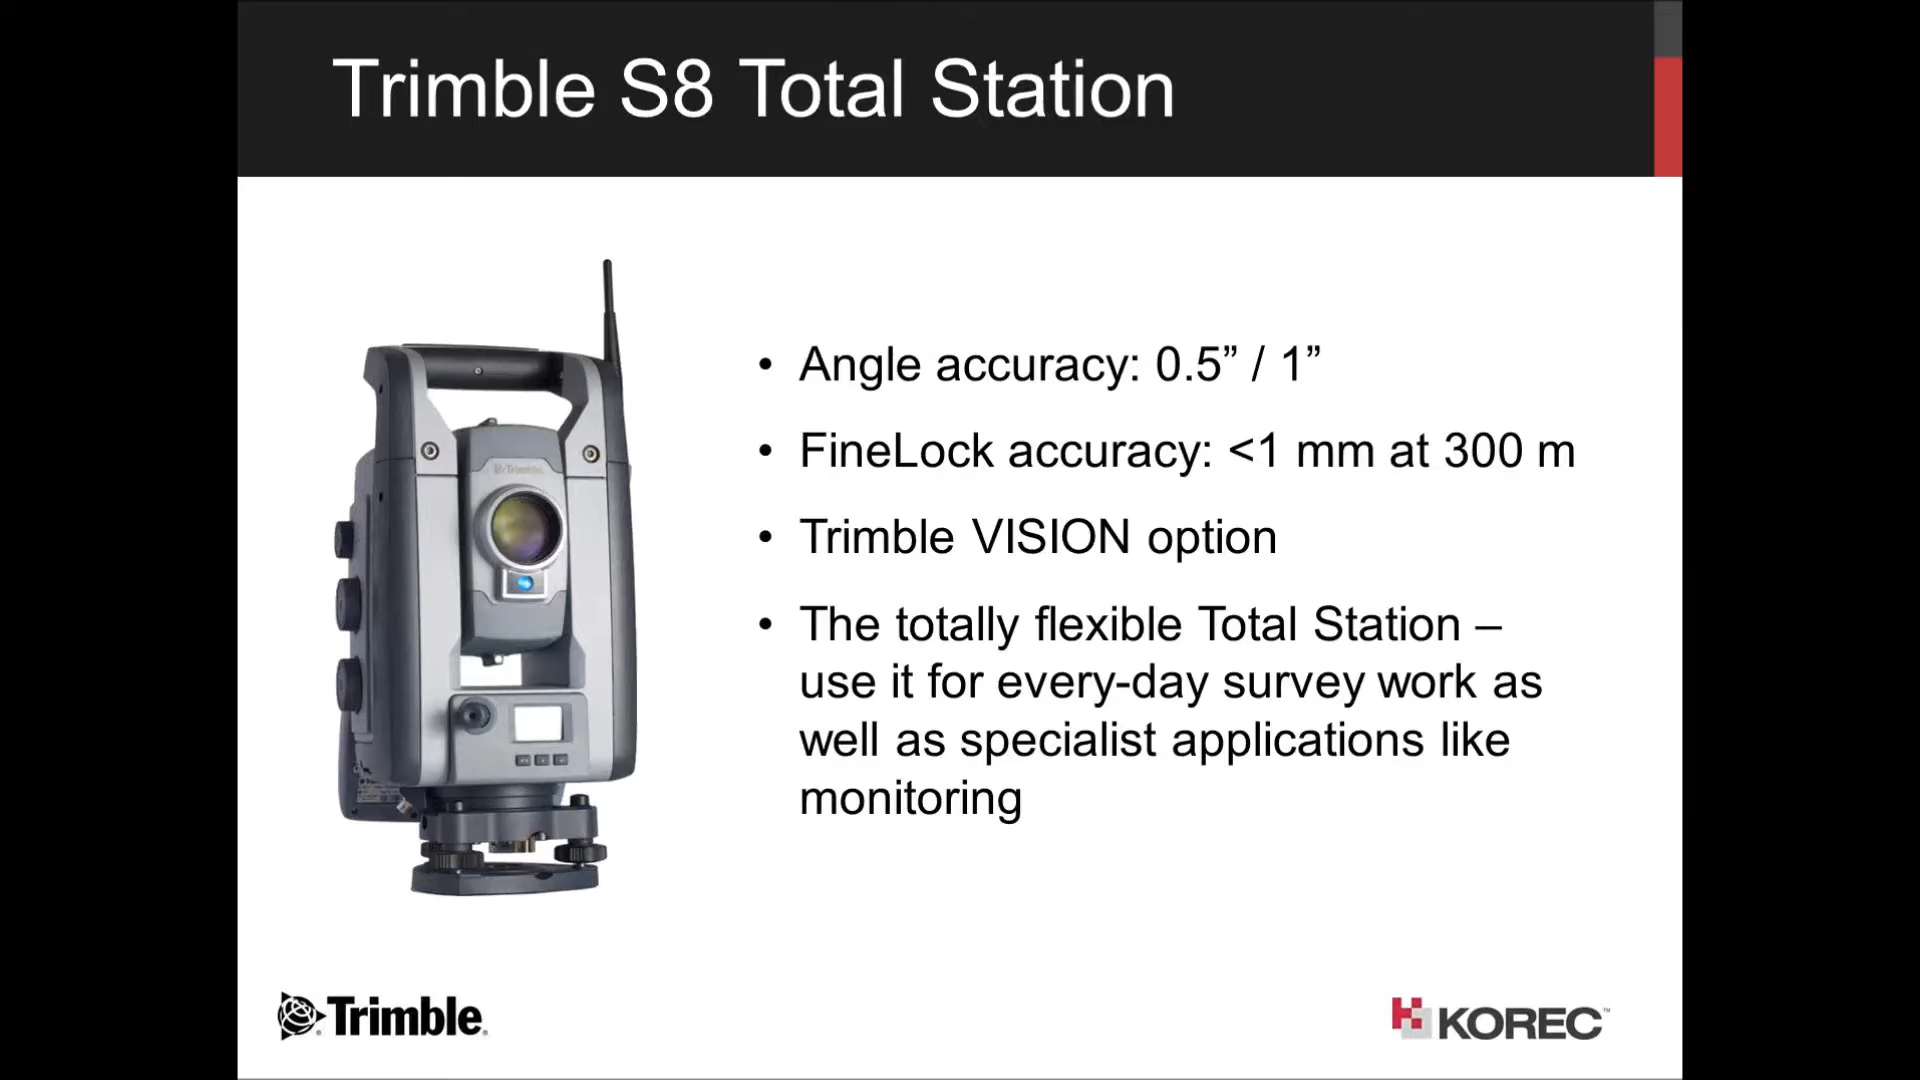 Trimble S8 Total Station
• Angle accuracy: 0.5” / 1”
• FineLock accuracy: <1 mm at 300 m
• Trimble VISION option
• The totally flexible Total Station –
use it for every-day survey work as
well as specialist applications like
monitoring
Trimble
Trimble
KOREC™